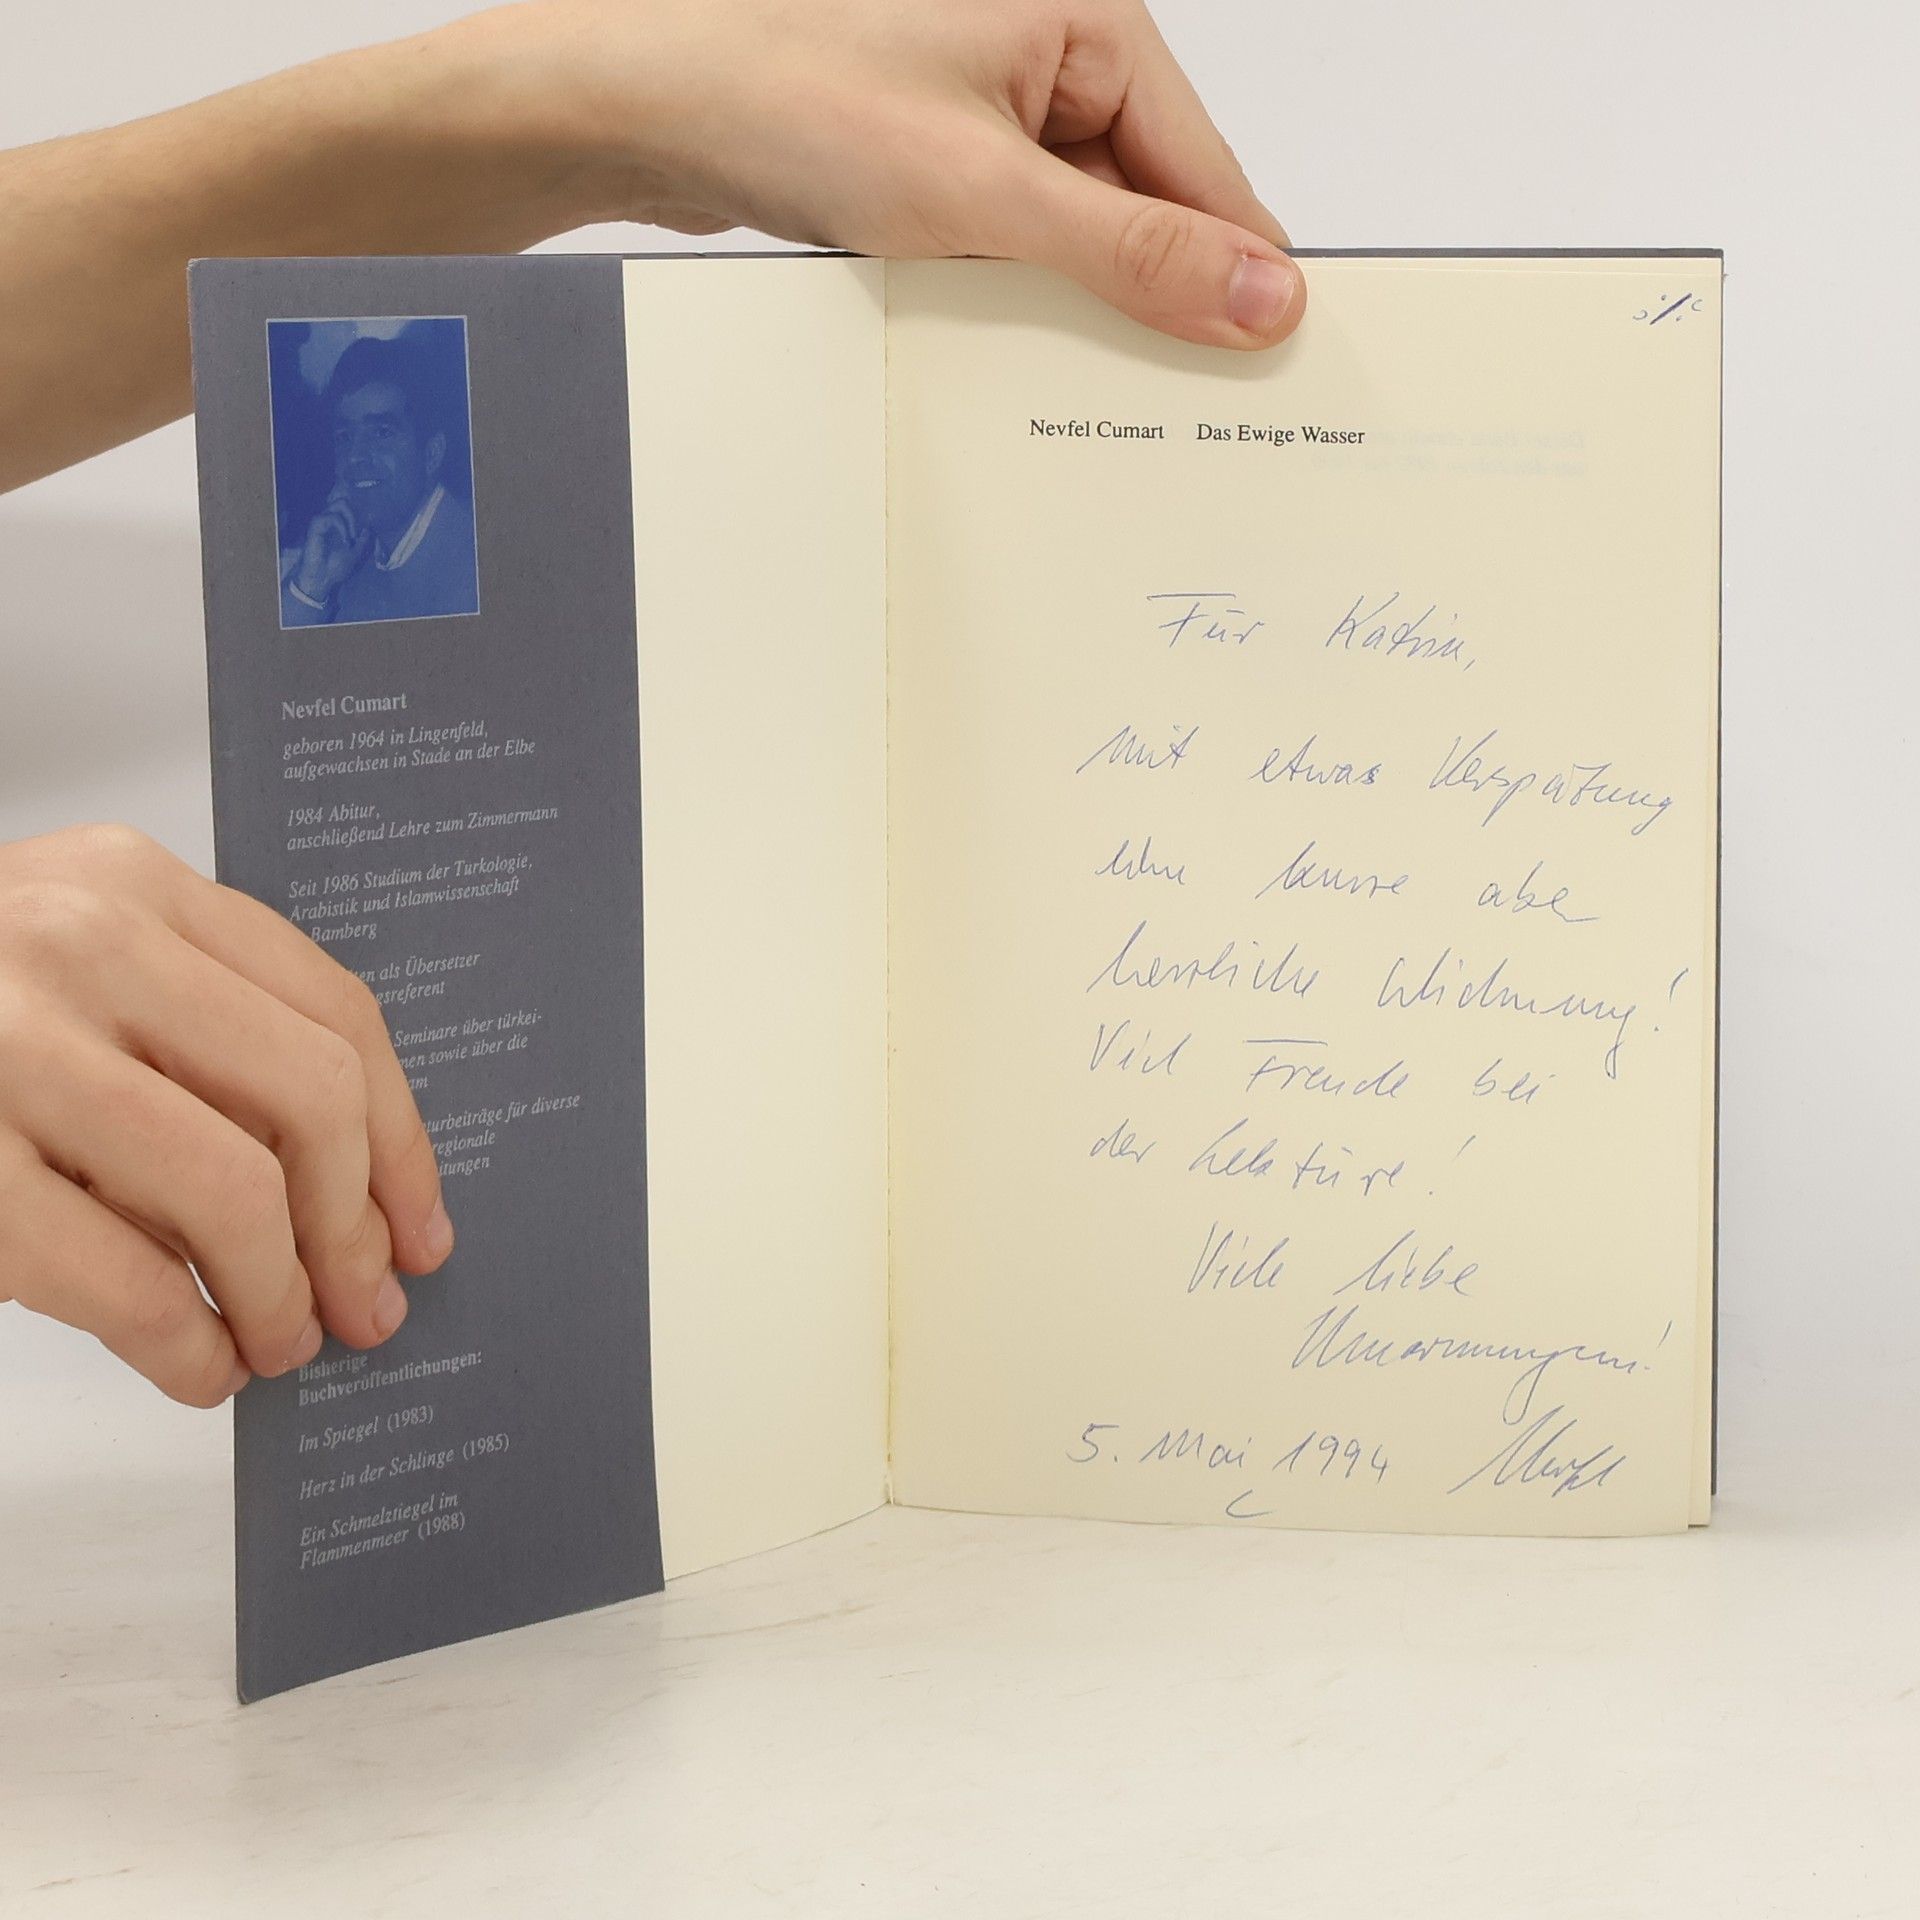 Nevfel Cumart
geboren 1964 in Lingenfeld,
aufgewachsen in Stade an der Elbe
1984 Abitur,
anschließend Lehre zum Zimmermann
Seit 1986 Studium der Turkologie,
Arabistik und Islamwissenschaft
Bamberg
als Übersetzer
Seminare über türkei-
sowie über die
für diverse
regionale
Bisherige
Buchveröffentlichungen:
Im Spiegel (1983)
Herz in der Schlinge (1985)
Ein Schmelztiegel im
Flammenmeer (1988)
Nevfel Cumart Das Ewige Wasser
Für Katrin,
mit etwas Verspätung
eine kurze aber
herzliche Widmung!
Viel Freude bei
der Lektüre!
Viele liebe
Umarmungen!
5. Mai 1994 Nevfel